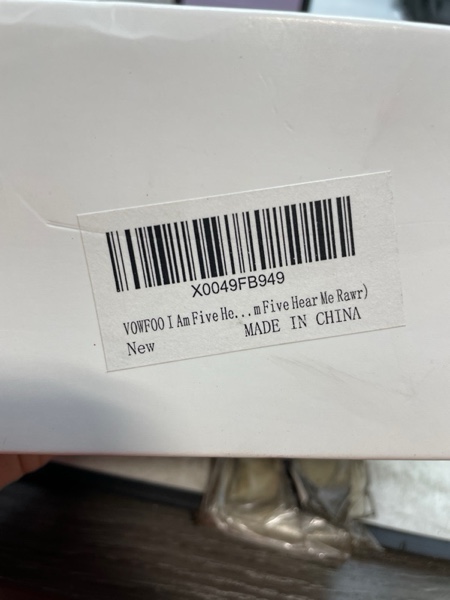 X0049FB949
VOWFOO I Am Five He...m Five Hear Me Rawr)
New
MADE IN CHINA